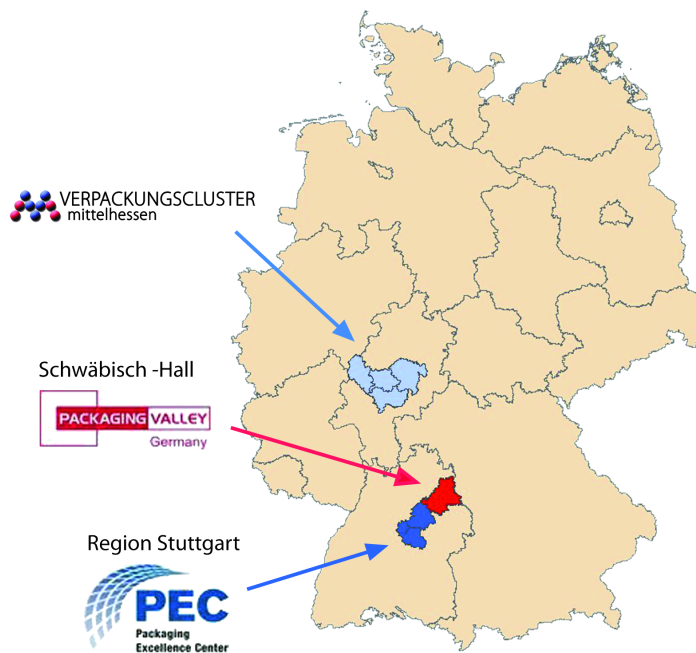 VERPACKUNGSCLUSTER
mittelhessen
Schwäbisch -Hall
PACKAGING VALLEY
Germany
Region Stuttgart
PEC
Packaging
Excellence Center